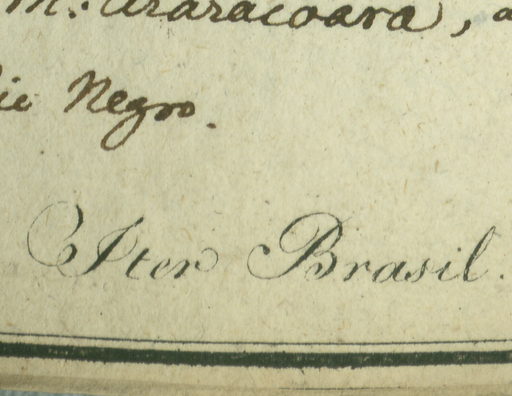 M. Araracoara,
Negro.
Iter Brasil.